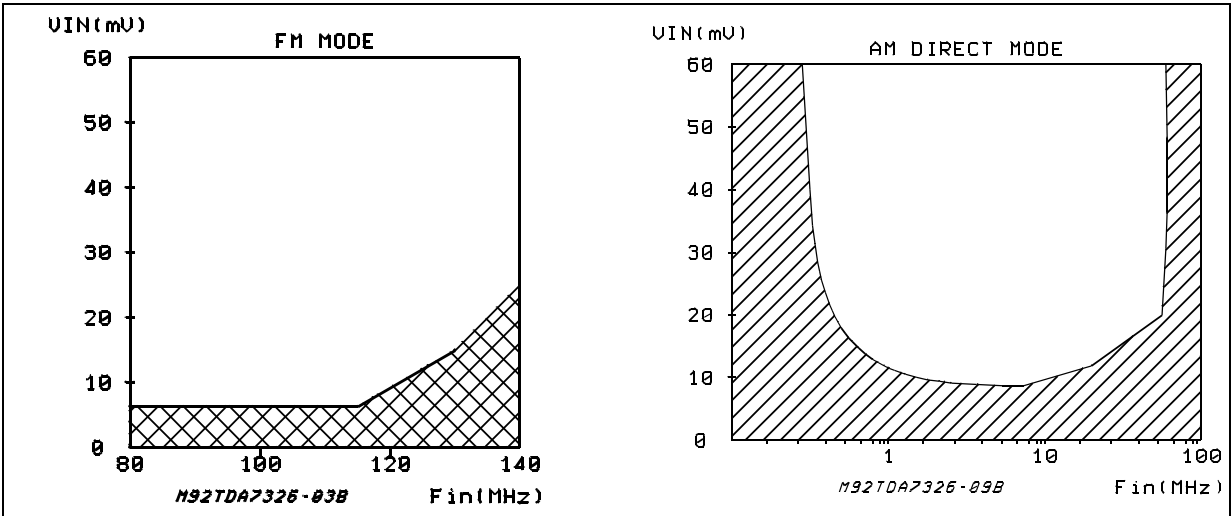 VIN(mV)
FM MODE
60
50
40
30
20
10
0
80 100 120 140
M92TDA7326-03B
Fin(MHz)
VIN(mV)
AM DIRECT MODE
60
50
40
30
20
10
0
1 10 100
M92TDA7326-09B
Fin(MHz)